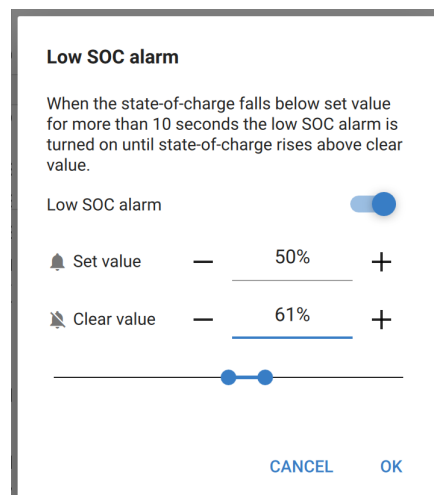 Low SOC alarm
When the state-of-charge falls below set value
for more than 10 seconds the low SOC alarm is
turned on until state-of-charge rises above clear
value.
Low SOC alarm
Set value — 50% +
Clear value — 61% +
CANCEL OK